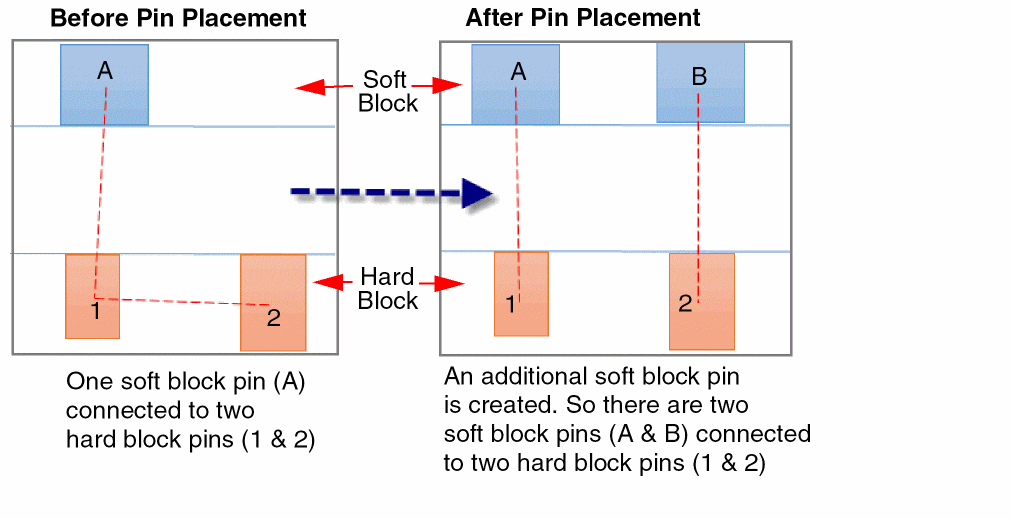 Before Pin Placement
After Pin Placement
A
Soft
Block
A
B
Hard
Block
1
2
1
2
One soft block pin (A)
connected to two
hard block pins (1 & 2)
An additional soft block pin
is created. So there are two
soft block pins (A & B) connected
to two hard block pins (1 & 2)